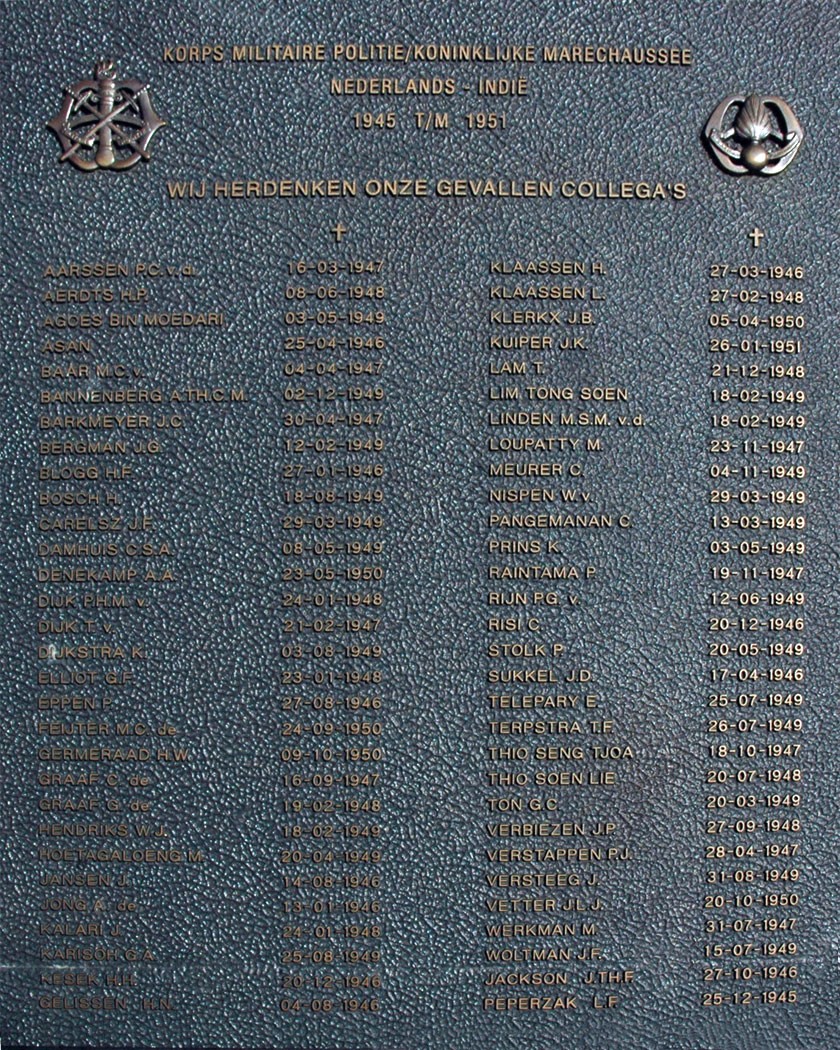 KORPS MILITAIRE POLITIE/KONINKLIJKE MARECHAUSSEE
NEDERLANDS - INDIË
1945 T/M 1951
WIJ HERDENKEN ONZE GEVALLEN COLLEGA'S
AARSSEN P.C. v.d. 16-03-1947
AERDTS H.P. 08-06-1948
AGOES BIN MOEDARI 03-05-1949
ASAN 25-04-1946
BAAR M.C. v. 04-04-1947
BANNENBERG A.TH.C.M. 02-12-1949
BARKMEYER J.C. 30-04-1947
BERGMAN J.G. 12-02-1949
BLOGG H.F. 27-01-1946
BOSCH H. 18-08-1949
CARELSZ J.F. 29-03-1949
DAMHUIS C.S.A. 08-05-1949
DENEKAMP A.A. 23-05-1950
DIJK PH.M. v. 24-01-1948
DIJK T. v. 21-02-1947
DIJKSTRA K. 03-08-1949
ELLIOT G.F. 23-01-1948
EPPEN P. 27-08-1946
FEIJTER M.C. de 24-09-1950
GERMERAAD H.W. 09-10-1950
GRAAF C. de 16-09-1947
GRAAF G. de 19-02-1948
HENDRIKS W.J. 18-02-1949
HOETAGALOENG M. 20-04-1949
JANSEN J. 14-08-1946
JONG A. de 13-01-1946
KALARI J. 24-01-1948
KARISOH G.A. 25-08-1949
KESEK H.H. 20-12-1946
GELISSEN H.N. 04-08-1946
KLAASSEN H. 27-03-1946
KLAASSEN L. 27-02-1948
KLERKX J.B. 05-04-1950
KUIPER J.K. 26-01-1951
LAM T. 21-12-1948
LIM TONG SOEN 18-02-1949
LINDEN M.S.M. v.d. 18-02-1949
LOUPATTY M. 23-11-1947
MEURER C. 04-11-1949
NISPEN W. v. 29-03-1949
PANGEMANAN C. 13-03-1949
PRINS K. 03-05-1949
RAINTAMA P. 19-11-1947
RIJN P.G. v. 12-06-1949
RISI C. 20-12-1946
STOLK P. 20-05-1949
SUKKEL J.D. 17-04-1946
TELEPARY E. 25-07-1949
TERPSTRA T.F. 26-07-1949
THIO SENG TJOA 18-10-1947
THIO SOEN LIE 20-07-1948
TON G.C. 20-03-1949
VERBIEZEN J.P. 27-09-1948
VERSTAPPEN P.J. 28-04-1947
VERSTEEG J. 31-08-1949
VETTER J.L.J. 20-10-1950
WERKMAN M. 31-07-1947
WOLTMAN J.F. 15-07-1949
JACKSON J.TH.F. 27-10-1946
PEPERZAK L.F. 25-12-1945